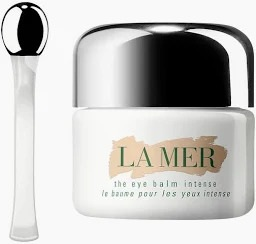 LA MER
the eye balm intense
le baume pour les yeux intense